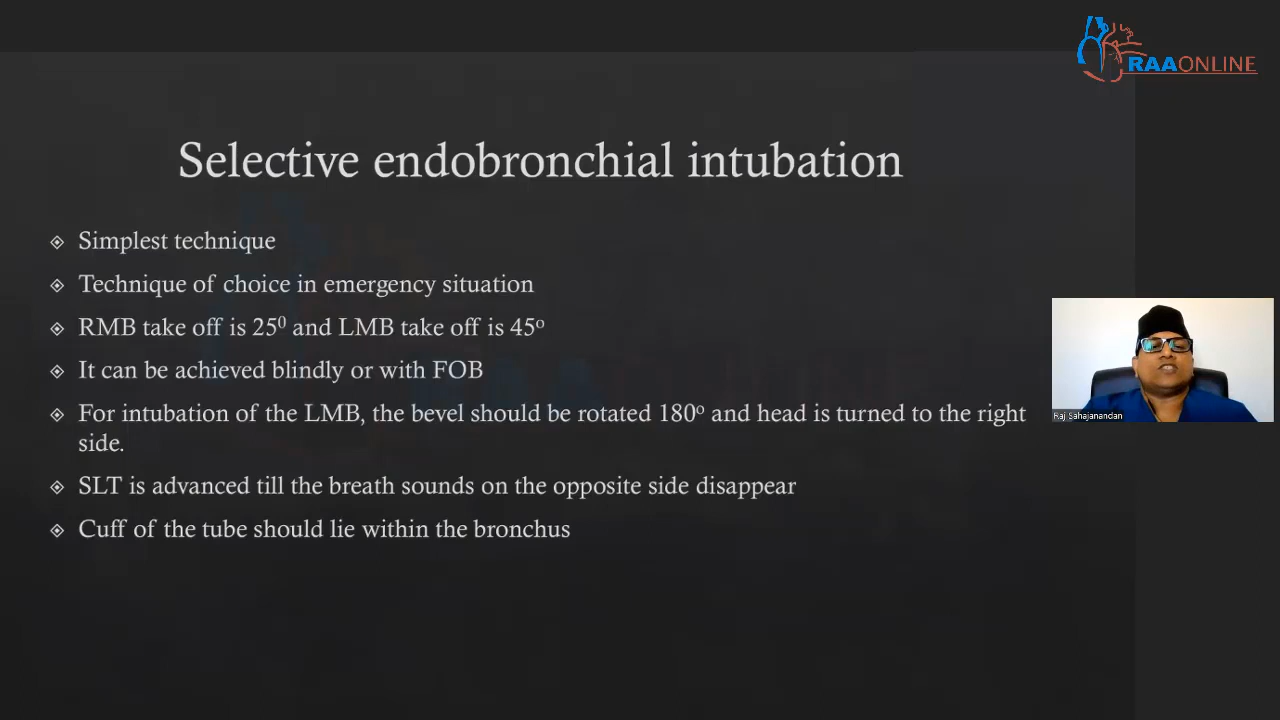 RAAONLINE
Selective endobronchial intubation
Simplest technique
Technique of choice in emergency situation
RMB take off is 25⁰ and LMB take off is 45º
It can be achieved blindly or with FOB
For intubation of the LMB, the bevel should be rotated 180º and head is turned to the right
side.
SLT is advanced till the breath sounds on the opposite side disappear
Cuff of the tube should lie within the bronchus
Raj Sahajanandan